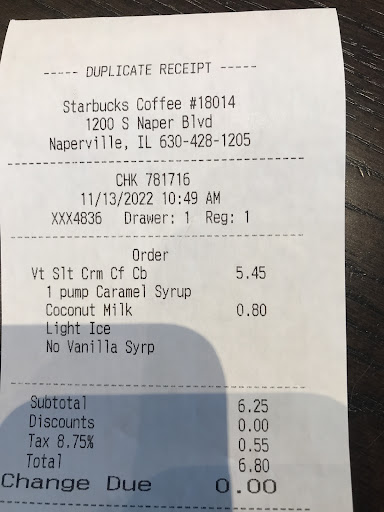 ----- DUPLICATE RECEIPT -----
Starbucks Coffee #18014
1200 S Naper Blvd
Naperville, IL 630-428-1205
CHK 781716
11/13/2022 10:49 AM
XXX4836 Drawer: 1 Reg: 1
Order
Vt Slt Crm Cf Cb 5.45
1 pump Caramel Syrup
Coconut Milk 0.80
Light Ice
No Vanilla Syrp
Subtotal 6.25
Discounts 0.00
Tax 8.75% 0.55
Total 6.80
Change Due 0.00